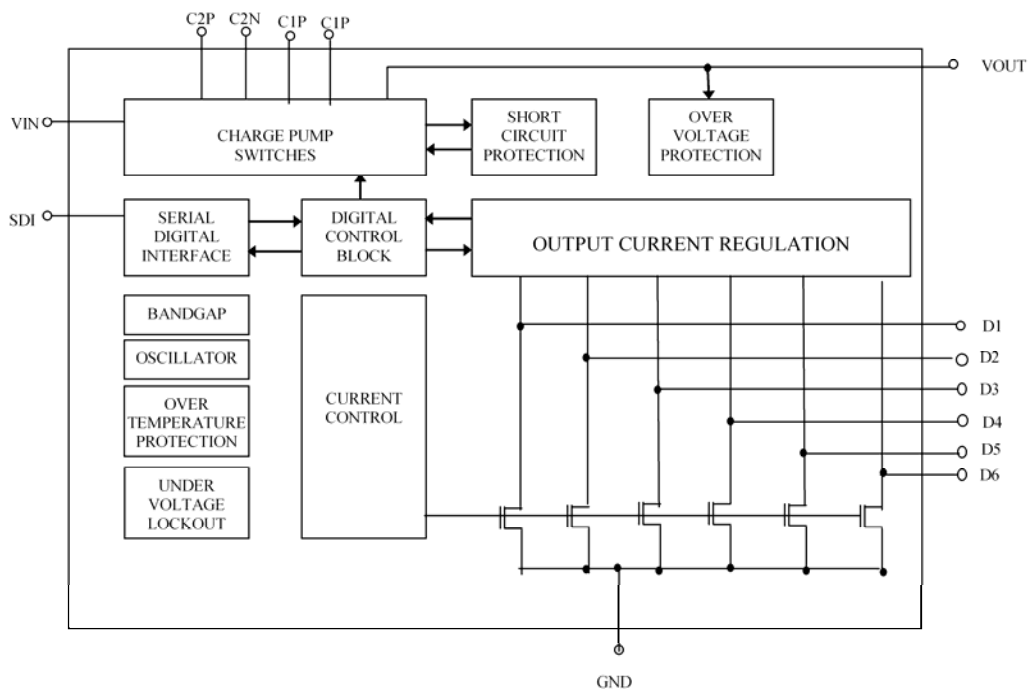 C2P C2N C1P C1P
VOUT
VIN
CHARGE PUMP
SWITCHES
SHORT
CIRCUIT
PROTECTION
OVER
VOLTAGE
PROTECTION
SDI
SERIAL
DIGITAL
INTERFACE
DIGITAL
CONTROL
BLOCK
OUTPUT CURRENT REGULATION
BANDGAP
OSCILLATOR
OVER
TEMPERATURE
PROTECTION
UNDER
VOLTAGE
LOCKOUT
CURRENT
CONTROL
D1
D2
D3
D4
D5
D6
GND